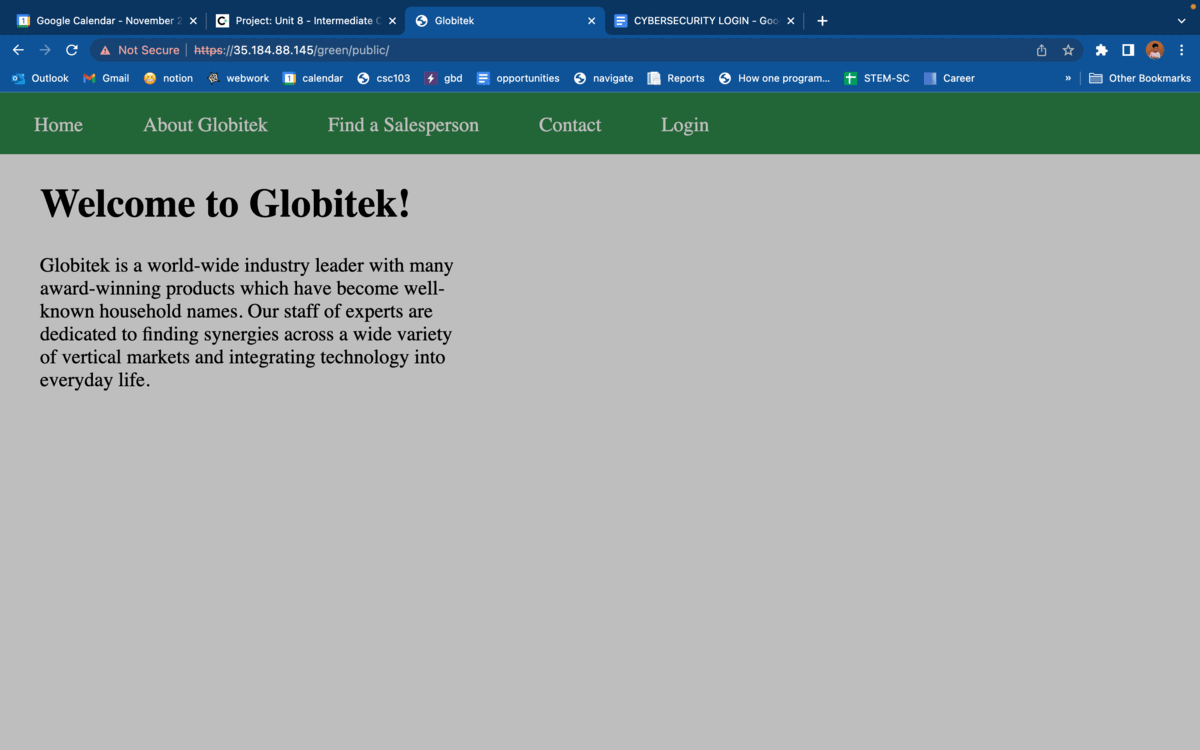 Google Calendar - November 2
Project: Unit 8 - Intermediate C
Globitek
CYBERSECURITY LOGIN - Goo
Not Secure | https://35.184.88.145/green/public/
Outlook Gmail notion webwork calendar csc103 gbd opportunities navigate Reports How one program... STEM-SC Career » Other Bookmarks
Home About Globitek Find a Salesperson Contact Login
Welcome to Globitek!
Globitek is a world-wide industry leader with many
award-winning products which have become well-
known household names. Our staff of experts are
dedicated to finding synergies across a wide variety
of vertical markets and integrating technology into
everyday life.